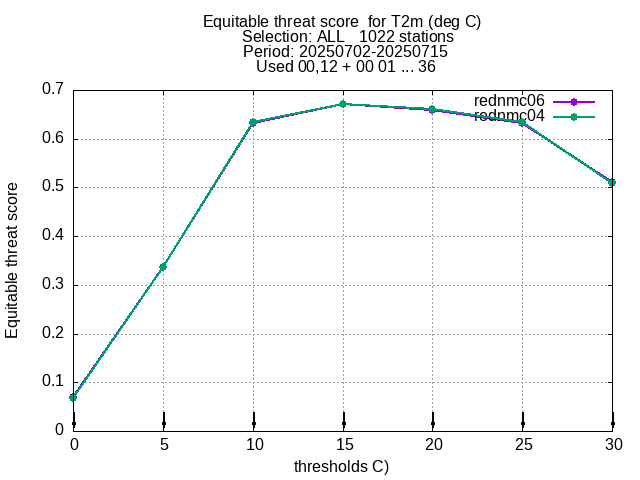 Equitable threat score  for T2m (deg C)
Selection: ALL   1022 stations
Period: 20250702-20250715
Used 00,12 + 00 01 ... 36
rednmc06
rednmc04
0.7
0.6
0.5
0.4
0.3
0.2
0.1
0
Equitable threat score
0 5 10 15 20 25 30
thresholds C)